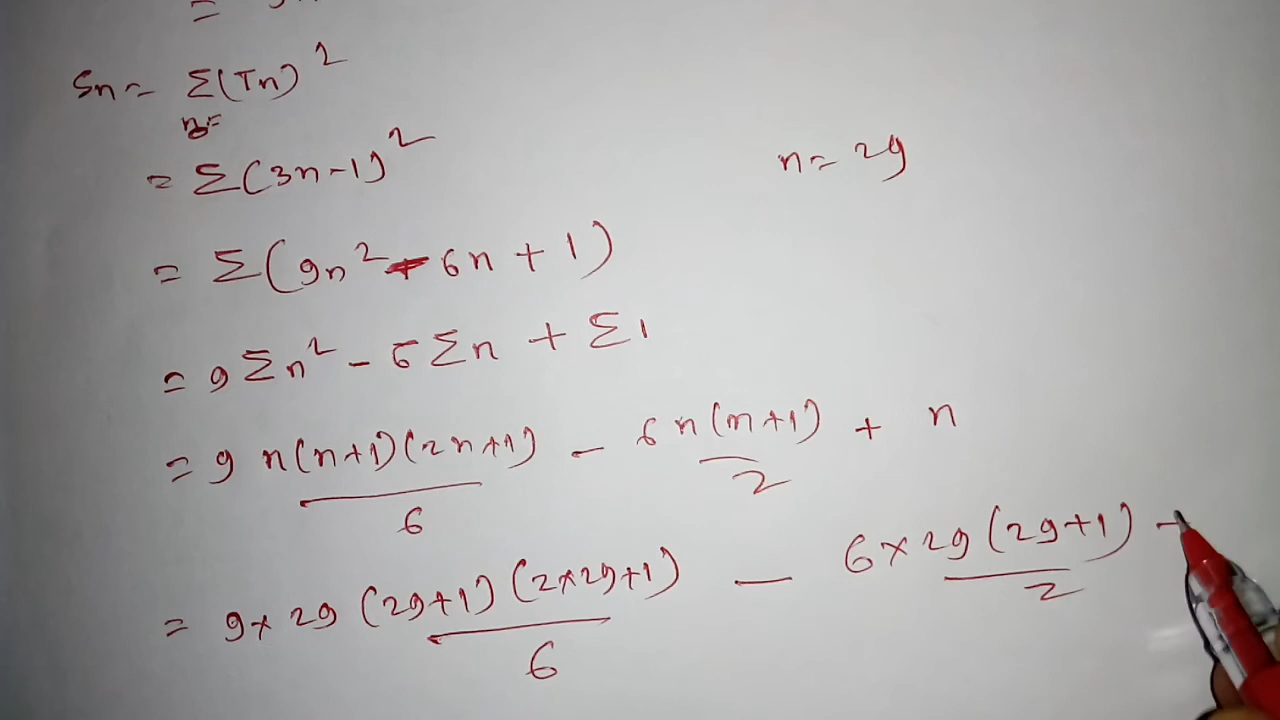 Sn = Σ(Tn)²
n=
= Σ(3n-1)²
n = 29
= Σ(9n² - 6n + 1)
= 9Σn² - 6Σn + Σ1
= 9 n(n+1)(2n+1)/6 - 6 n(n+1)/2 + n
= 9×29(29+1)(2×29+1)/6 - 6×29(29+1)/2